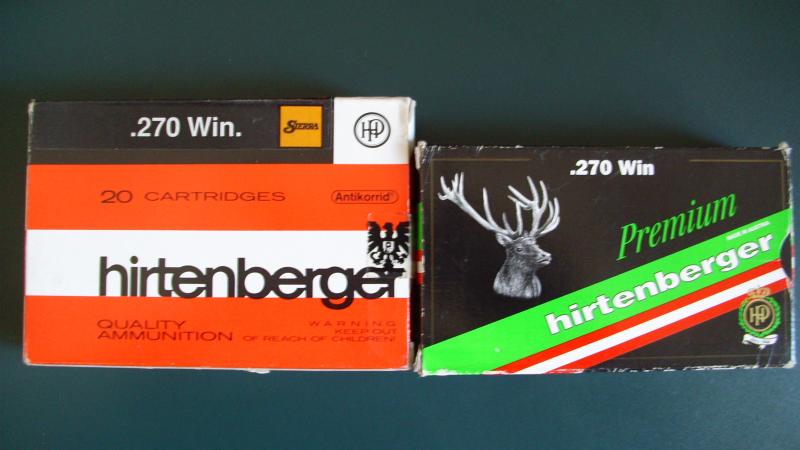 .270 Win.
SIERRA
HP
20 CARTRIDGES
Antikorrid
hirtenberger
QUALITY
AMMUNITION
WARNING
KEEP OUT
OF REACH OF CHILDREN!
.270 Win
Premium
MADE IN AUSTRIA
hirtenberger
HP